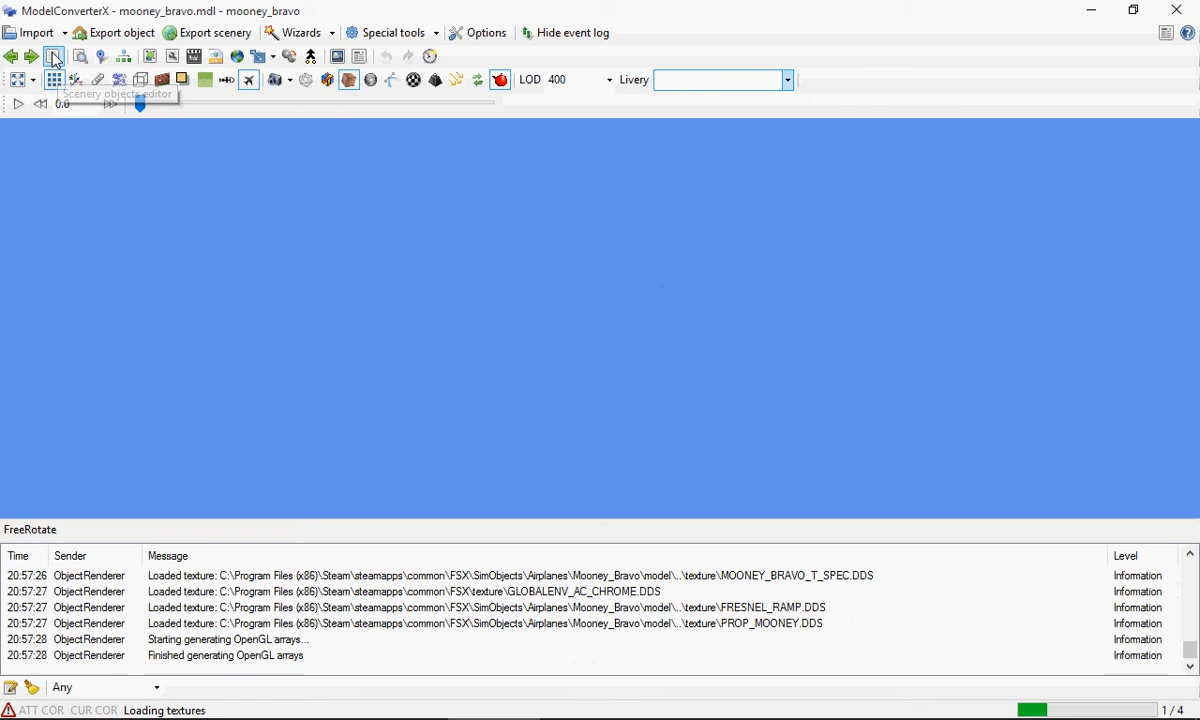 ModelConverterX - mooney_bravo.mdl - mooney_bravo
Import Export object Export scenery Wizards Special tools Options Hide event log
LOD 400 Livery
Scenery objects editor
0.0
FreeRotate
Time Sender Message Level
20:57:26 ObjectRenderer Loaded texture: C:\Program Files (x86)\Steam\steamapps\common\FSX\SimObjects\Airplanes\Mooney_Bravo\model\..\texture\MOONEY_BRAVO_T_SPEC.DDS Information
20:57:27 ObjectRenderer Loaded texture: C:\Program Files (x86)\Steam\steamapps\common\FSX\texture\GLOBALENV_AC_CHROME.DDS Information
20:57:27 ObjectRenderer Loaded texture: C:\Program Files (x86)\Steam\steamapps\common\FSX\SimObjects\Airplanes\Mooney_Bravo\model\..\texture\FRESNEL_RAMP.DDS Information
20:57:27 ObjectRenderer Loaded texture: C:\Program Files (x86)\Steam\steamapps\common\FSX\SimObjects\Airplanes\Mooney_Bravo\model\..\texture\PROP_MOONEY.DDS Information
20:57:28 ObjectRenderer Starting generating OpenGL arrays... Information
20:57:28 ObjectRenderer Finished generating OpenGL arrays Information
Any
ATT COR CUR COR Loading textures 1 / 4